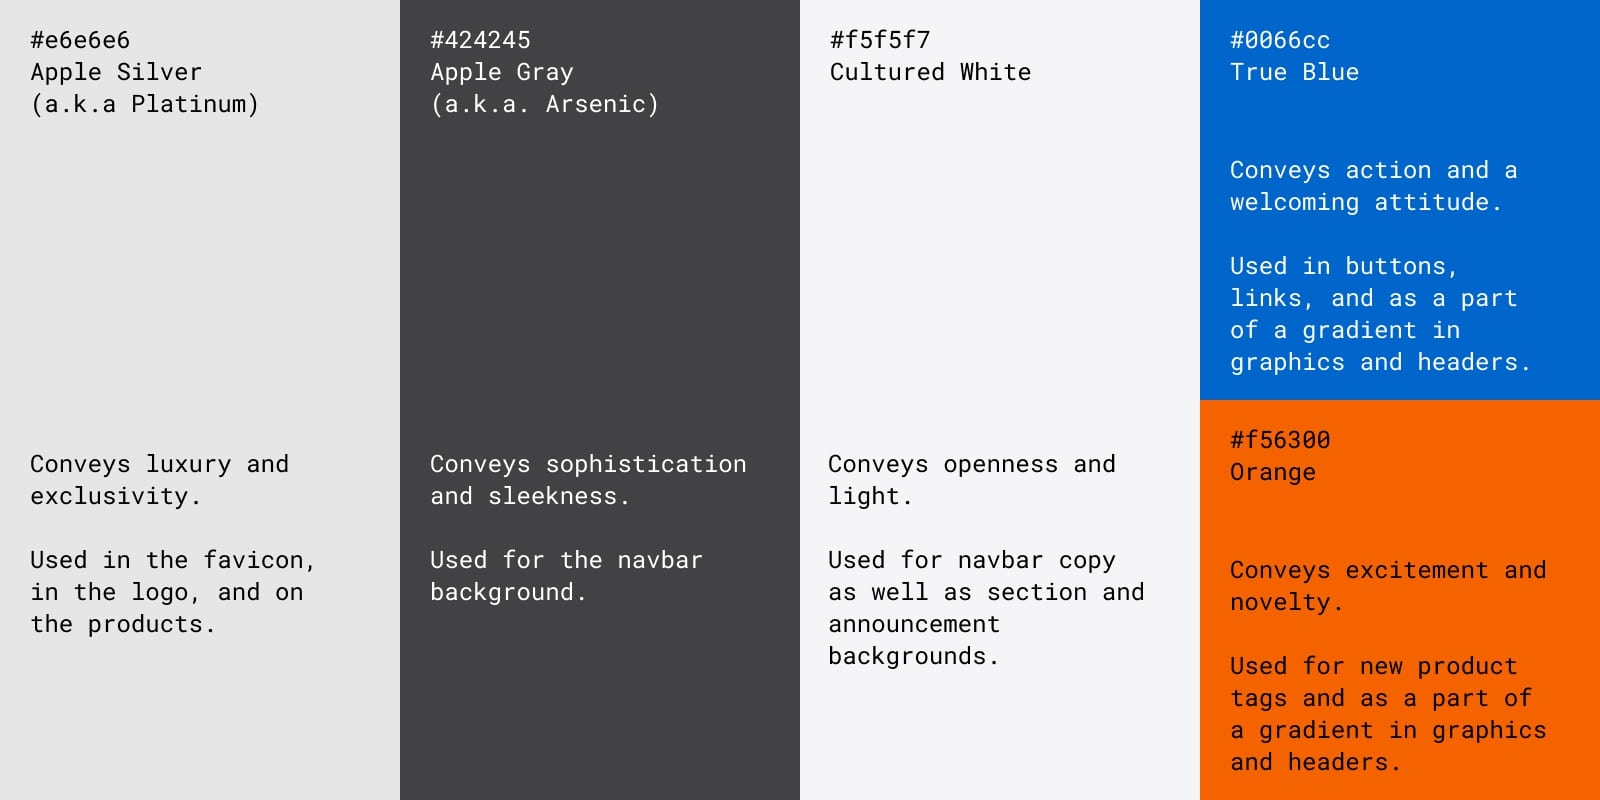 #e6e6e6
Apple Silver
(a.k.a Platinum)
Conveys luxury and
exclusivity.
Used in the favicon,
in the logo, and on
the products.
#424245
Apple Gray
(a.k.a. Arsenic)
Conveys sophistication
and sleekness.
Used for the navbar
background.
#f5f5f7
Cultured White
Conveys openness and
light.
Used for navbar copy
as well as section and
announcement
backgrounds.
#0066cc
True Blue
Conveys action and a
welcoming attitude.
Used in buttons,
links, and as a part
of a gradient in
graphics and headers.
#f56300
Orange
Conveys excitement and
novelty.
Used for new product
tags and as a part of
a gradient in graphics
and headers.